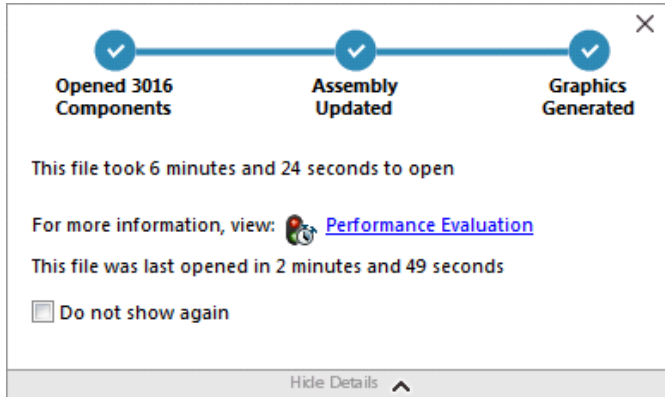 Opened 3016
Components
Assembly
Updated
Graphics
Generated
This file took 6 minutes and 24 seconds to open
For more information, view: Performance Evaluation
This file was last opened in 2 minutes and 49 seconds
Do not show again
Hide Details